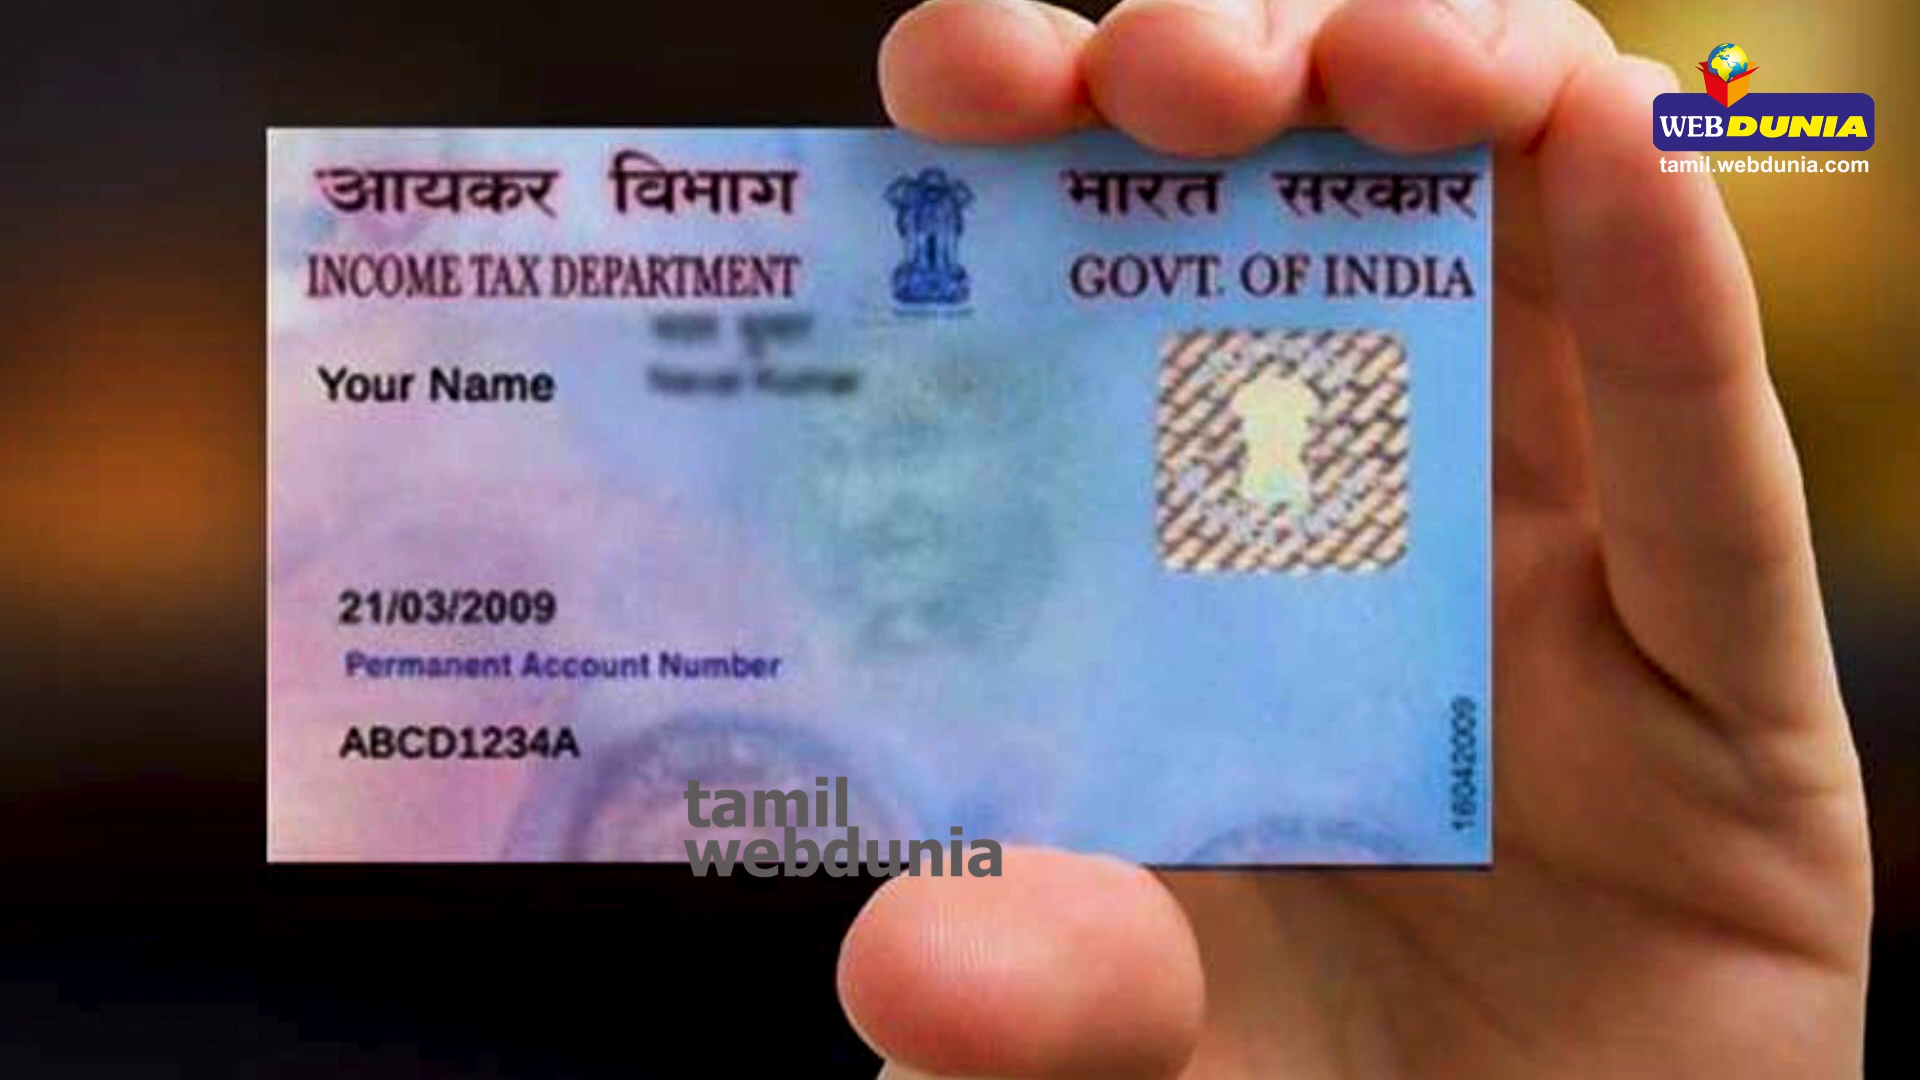 WEBDUNIA
tamil.webdunia.com
आयकर विभाग
भारत सरकार
INCOME TAX DEPARTMENT
GOVT. OF INDIA
Your Name
21/03/2009
Permanent Account Number
ABCD1234A
16042009
tamil
webdunia